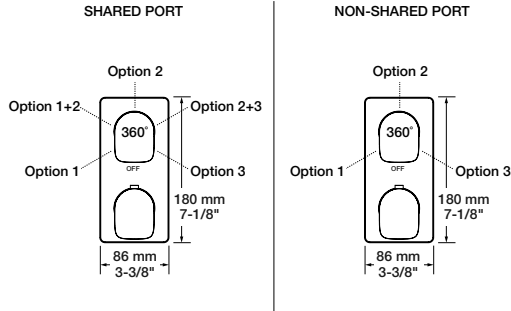 SHARED PORT
Option 2
Option 1+2
Option 2+3
360°
Option 1
OFF
Option 3
180 mm
7-1/8"
86 mm
3-3/8"
NON-SHARED PORT
Option 2
360°
Option 1
OFF
Option 3
180 mm
7-1/8"
86 mm
3-3/8"